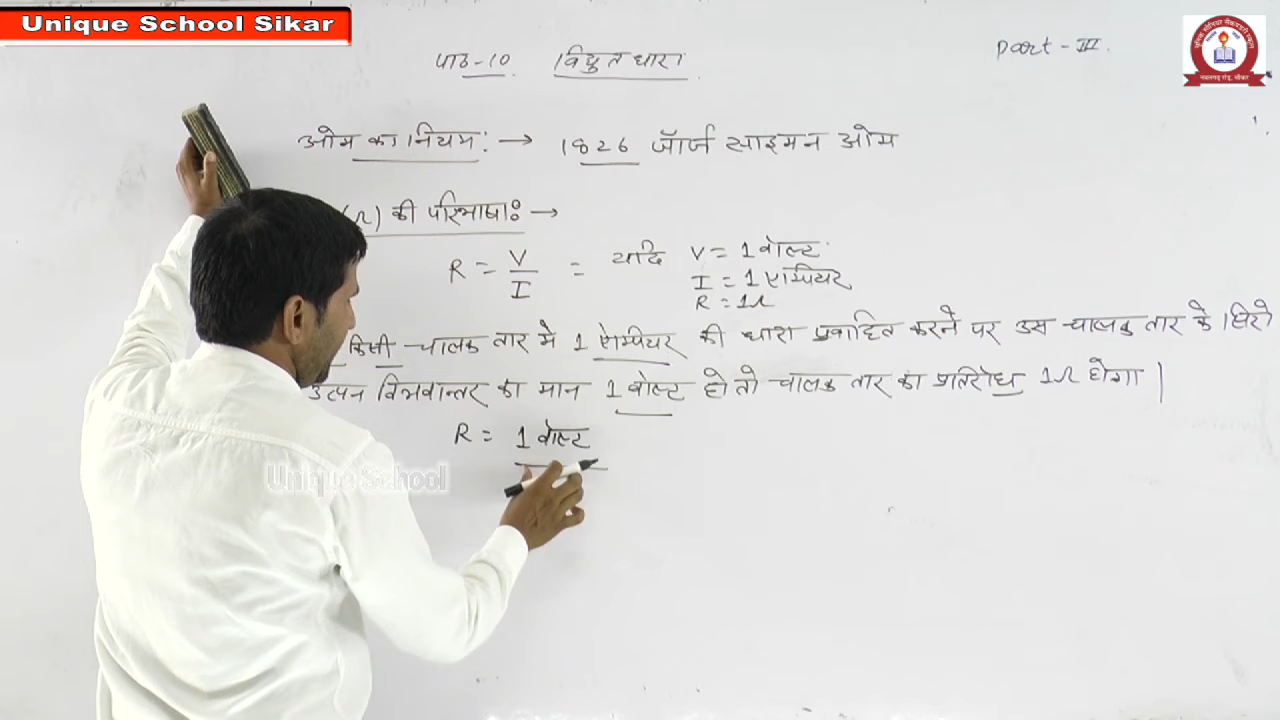 Unique School Sikar
पाठ-10 विद्युत धारा Part - III
ओम का नियम: → 1826 जॉर्ज साइमन ओम
(Ω) की परिभाषा: →
R = V / I = यदि V = 1 वोल्ट
I = 1 एम्पियर
R = 1Ω
किसी चालक तार मे 1 ऐम्पियर की धारा प्रवाहित करने पर उस चालक तार के सिरो
उत्पन विभवान्तर का मान 1 वोल्ट हो तो चालक तार का प्रतिरोध 1Ω होगा |
R = 1 वोल्ट
Unique School